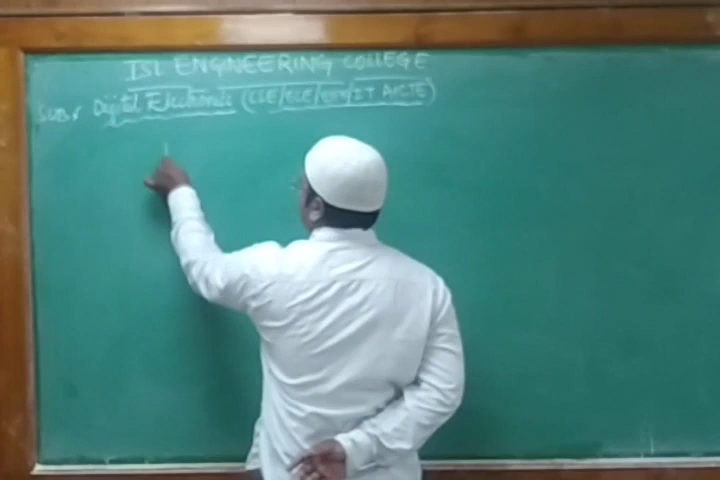 ISL ENGINEERING COLLEGE
SUB: Digital Electronics (CSE/ECE/EEE/IT AICTE)